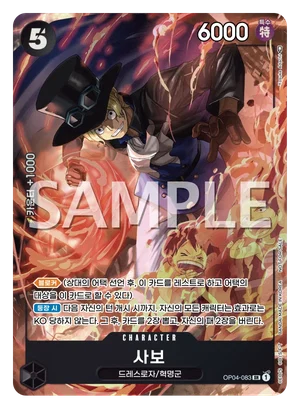 5
6000
특수
特
카운터 +1000
SAMPLE
블로커 (상대의 어택 선언 후, 이 카드를 레스트로 하고 어택의
대상을 이 카드로 할 수 있다)
등장 시 다음 자신의 턴 개시 시까지, 자신의 모든 캐릭터는 효과로는
KO 당하지 않는다. 그 후, 카드를 2장 뽑고, 자신의 패 2장을 버린다.
CHARACTER
사보
드레스로자/혁명군
OP04-083 SR 1